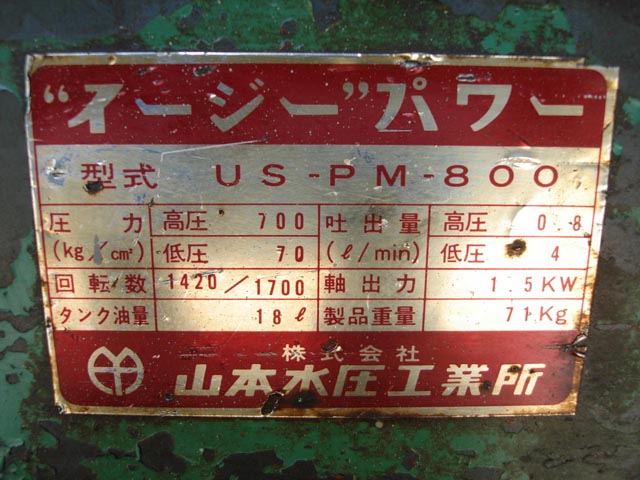 “イージー”パワー
型式 US-PM-800
圧力 高圧 700 吐出量 高圧 0.8
(kg/cm²) 低圧 70 (ℓ/min) 低圧 4
回転数 1420/1700 軸出力 1.5KW
タンク油量 18ℓ 製品重量 71Kg
株式会社
山本水圧工業所